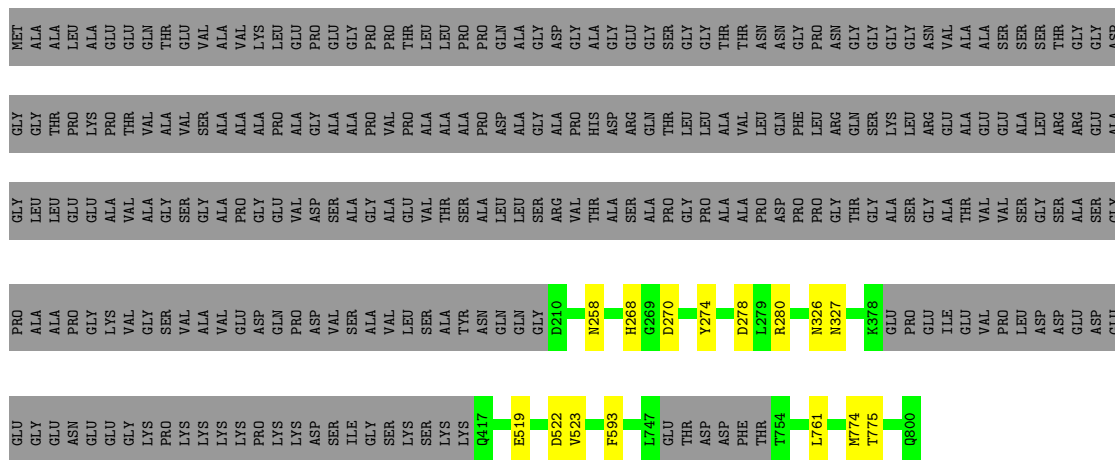 MET ALA ALA LEU ALA GLU GLU GLN THR GLU VAL ALA VAL LYS LEU GLU PRO GLU GLY PRO PRO THR LEU LEU PRO PRO GLN ALA GLY ASP GLY ALA GLY GLU GLY SER GLY GLY THR THR ASN ASN GLY PRO ASN GLY GLY GLY GLY ASN VAL ALA ALA SER SER SER THR GLY GLY ASP
GLY GLY THR PRO LYS PRO THR VAL ALA VAL SER ALA ALA ALA PRO ALA GLY ALA ALA PRO VAL PRO ALA ALA ALA PRO ASP ALA GLY ALA PRO HIS ASP ARG GLN THR LEU LEU ALA VAL LEU GLN PHE LEU ARG GLN SER LYS LEU ARG GLU ALA GLU GLU ALA LEU ARG ARG GLU ALA
GLY LEU LEU GLU GLU ALA VAL ALA GLY SER GLY ALA PRO GLY GLU VAL ASP SER ALA GLY ALA GLU VAL THR SER ALA LEU LEU SER ARG VAL THR ALA SER ALA PRO GLY PRO ALA ALA PRO ASP PRO PRO GLY THR GLY ALA SER GLY ALA THR VAL VAL SER GLY SER ALA SER GLY
PRO ALA ALA PRO GLY LYS VAL GLY SER VAL ALA VAL GLU ASP GLN PRO ASP VAL SER ALA VAL LEU SER ALA TYR ASN GLN GLN GLY D210 N258 H268 G269 D270 Y274 D278 L279 R280 N326 N327 K378 GLU PRO GLU ILE GLU VAL PRO LEU ASP ASP GLU ASP GLU
GLU GLY GLU ASN GLU GLU GLY LYS PRO LYS LYS LYS LYS PRO LYS LYS ASP SER ILE GLY SER LYS SER LYS LYS Q417 E519 D522 V523 F593 L747 GLU THR ASP ASP PHE THR T754 L761 M774 T775 Q800